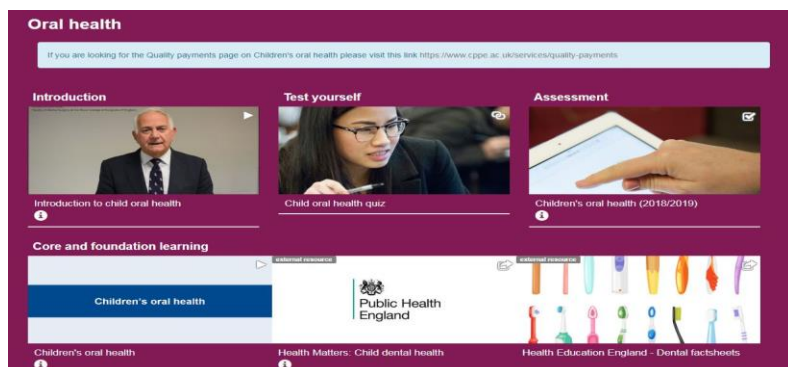 Oral health
If you are looking for the Quality payments page on Children's oral health please visit this link https://www.cppe.ac.uk/services/quality-payments
Introduction
Test yourself
Assessment
Introduction to child oral health
Child oral health quiz
Children's oral health (2018/2019)
Core and foundation learning
external resource
external resource
Children's oral health
Public Health
England
Children's oral health
Health Matters: Child dental health
Health Education England - Dental factsheets